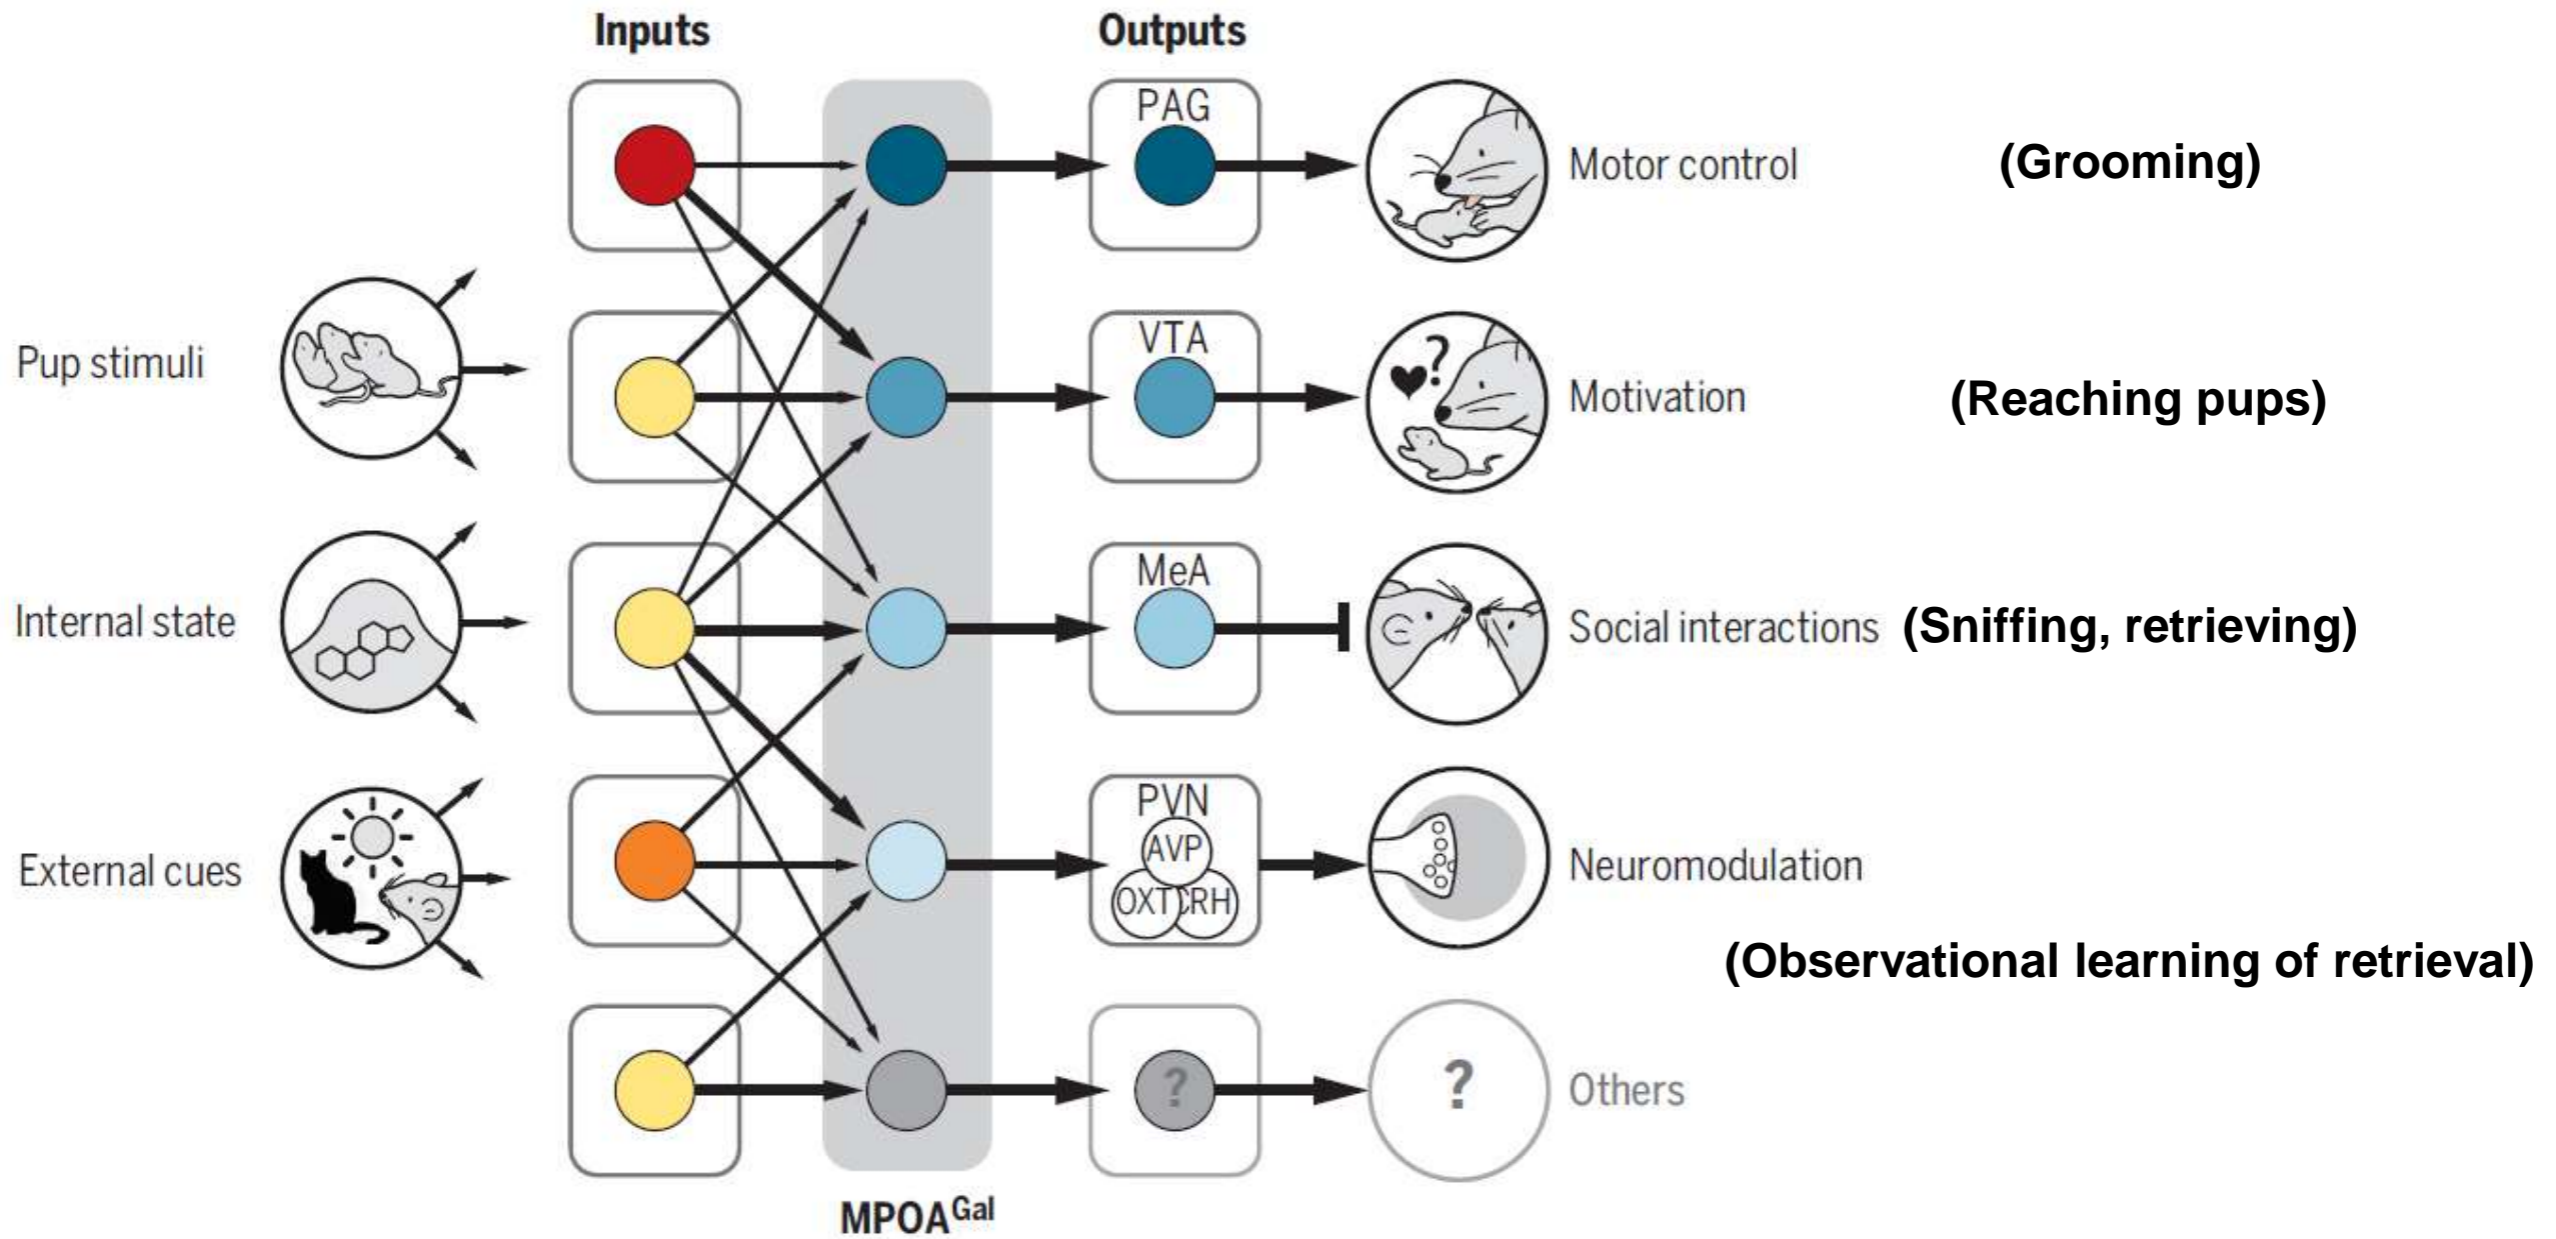 Inputs
Outputs
PAG
Motor control
(Grooming)
Pup stimuli
VTA
?
Motivation
(Reaching pups)
Internal state
MeA
Social interactions
(Sniffing, retrieving)
External cues
PVN
AVP
OXT
CRH
Neuromodulation
(Observational learning of retrieval)
?
?
Others
MPOAGal